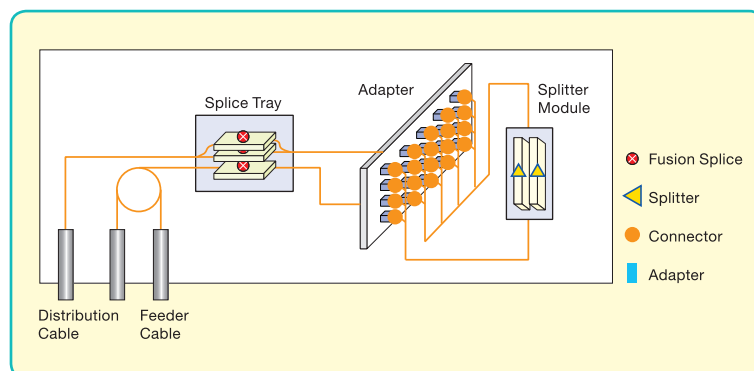 Adapter
Splice Tray
Splitter
Module
Fusion Splice
Splitter
Connector
Adapter
Distribution
Cable
Feeder
Cable